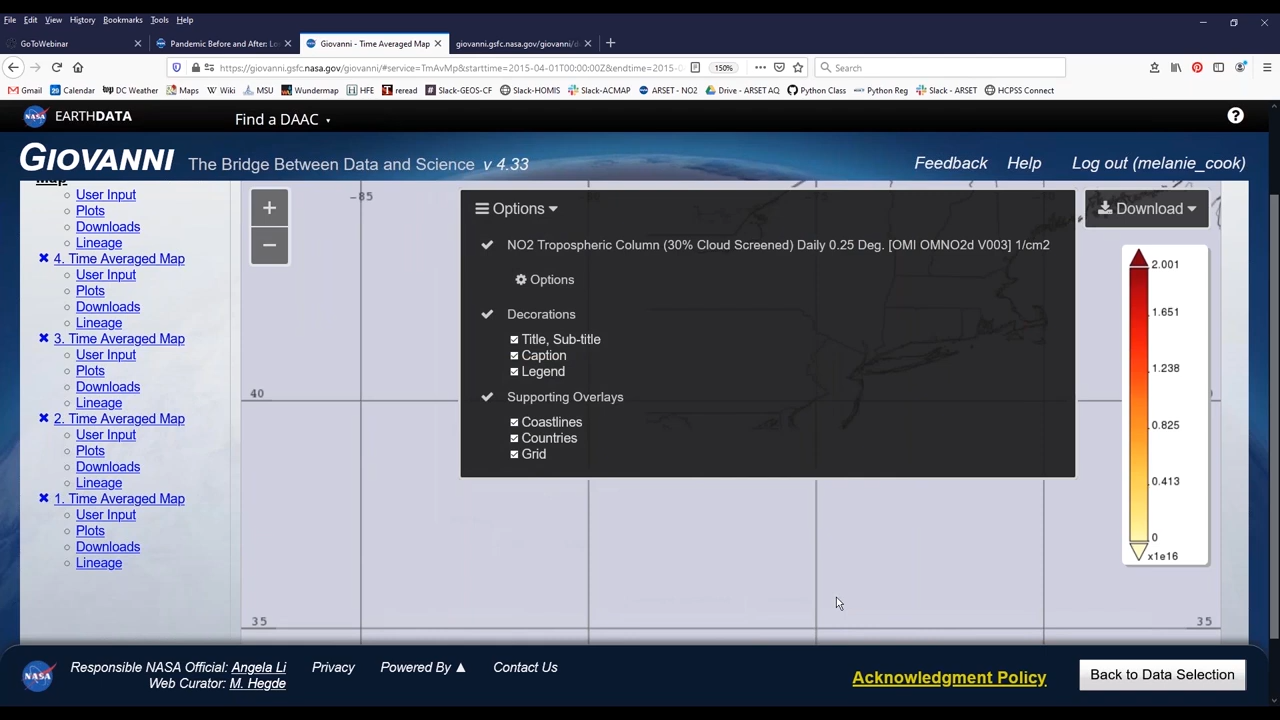 File Edit View History Bookmarks Tools Help
GoToWebinar
Pandemic Before and After: Lo
Giovanni - Time Averaged Map
giovanni.gsfc.nasa.gov/giovanni/d
https://giovanni.gsfc.nasa.gov/giovanni/#service=TmAvMp&starttime=2015-04-01T00:00:00Z&endtime=2015-0
150%
Search
Gmail Calendar DC Weather Maps Wiki MSU Wundermap HFE reread Slack-GEOS-CF Slack-HOMIS Slack-ACMAP ARSET - NO2 Drive - ARSET AQ Python Class Python Reg Slack - ARSET HCPSS Connect
NASA
EARTHDATA
Find a DAAC
?
GIOVANNI The Bridge Between Data and Science v 4.33
Feedback Help Log out (melanie_cook)
Map
User Input
Plots
Downloads
Lineage
4. Time Averaged Map
User Input
Plots
Downloads
Lineage
3. Time Averaged Map
User Input
Plots
Downloads
Lineage
2. Time Averaged Map
User Input
Plots
Downloads
Lineage
1. Time Averaged Map
User Input
Plots
Downloads
Lineage
+
−
-85
40
35
35
Options
NO2 Tropospheric Column (30% Cloud Screened) Daily 0.25 Deg. [OMI OMNO2d V003] 1/cm2
Options
Decorations
Title, Sub-title
Caption
Legend
Supporting Overlays
Coastlines
Countries
Grid
Download
2.001
1.651
1.238
0.825
0.413
0
x1e16
NASA
Responsible NASA Official: Angela Li
Web Curator: M. Hegde
Privacy
Powered By ▲
Contact Us
Acknowledgment Policy
Back to Data Selection